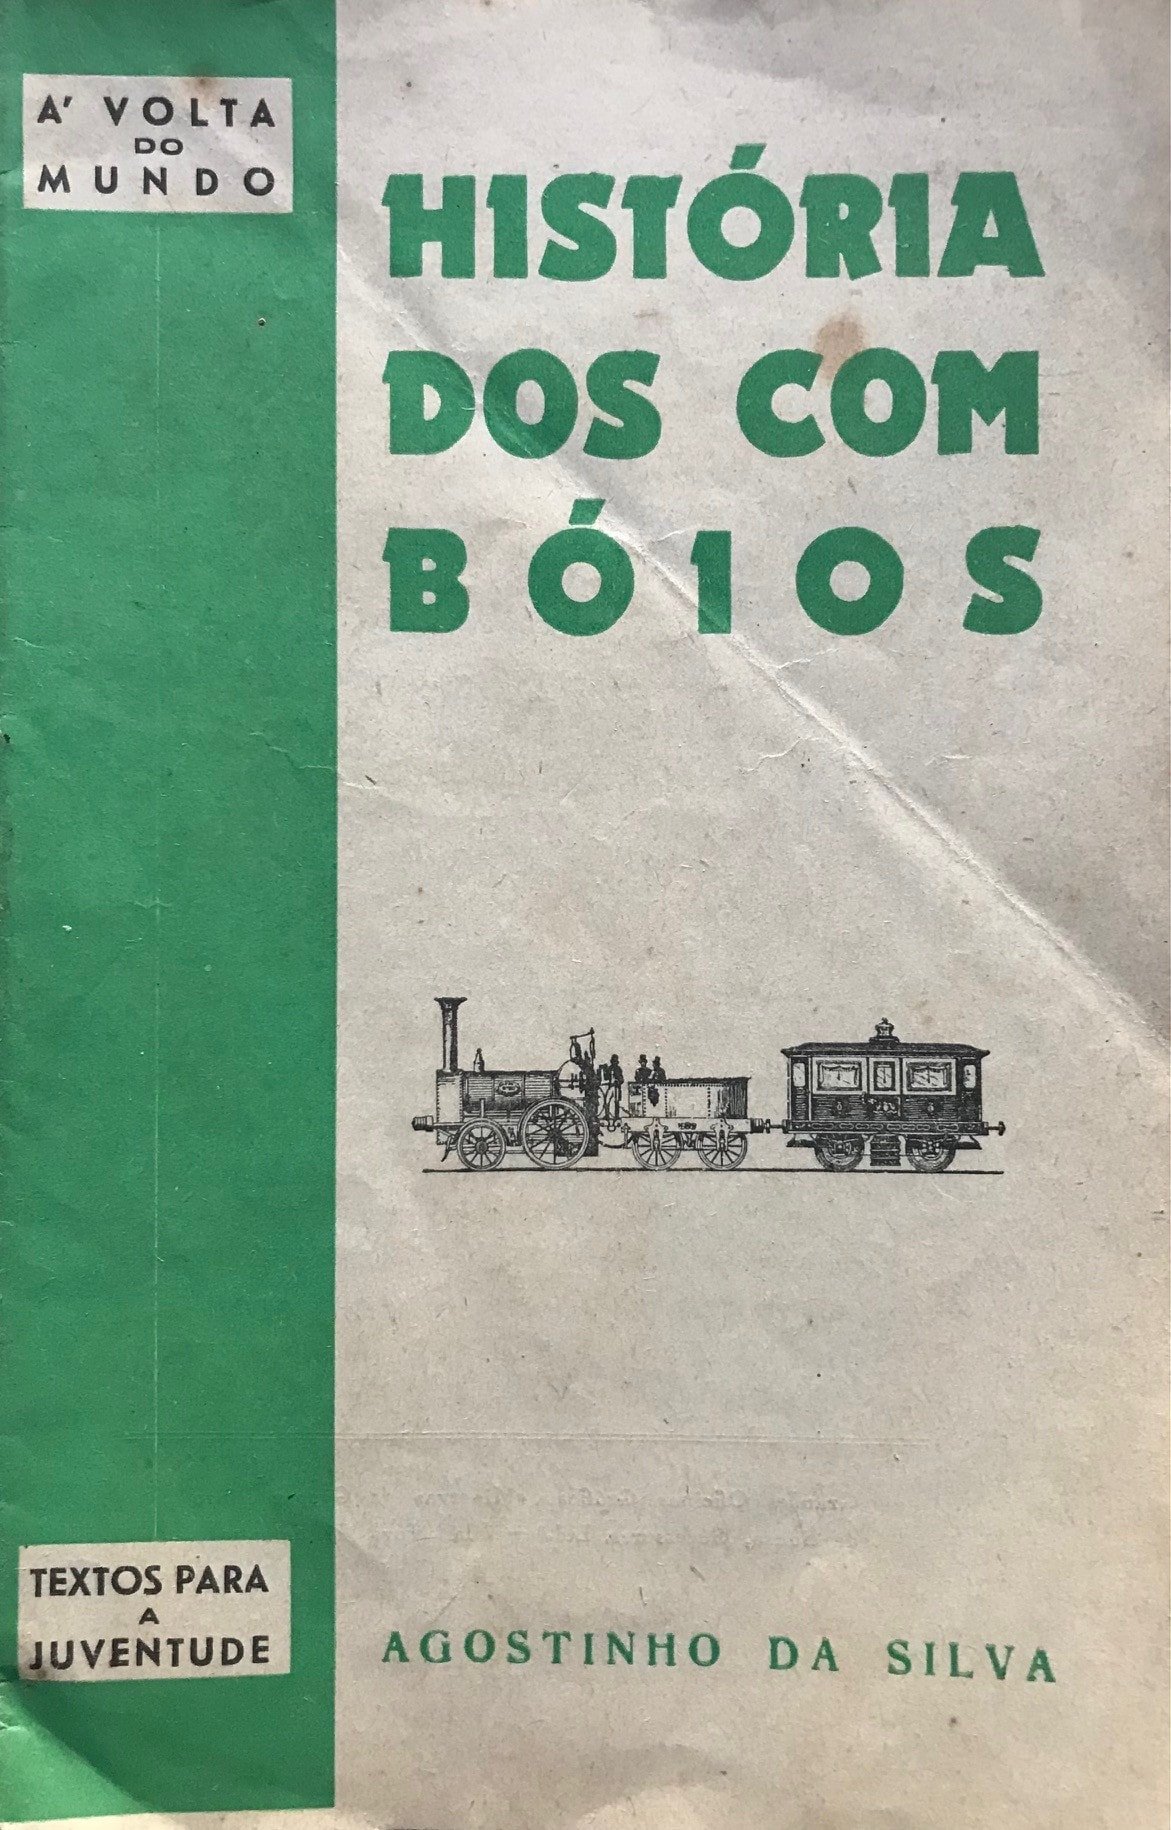 A' VOLTA
DO
MUNDO
HISTÓRIA
DOS COM
BÓIOS
TEXTOS PARA
A
JUVENTUDE
AGOSTINHO DA SILVA